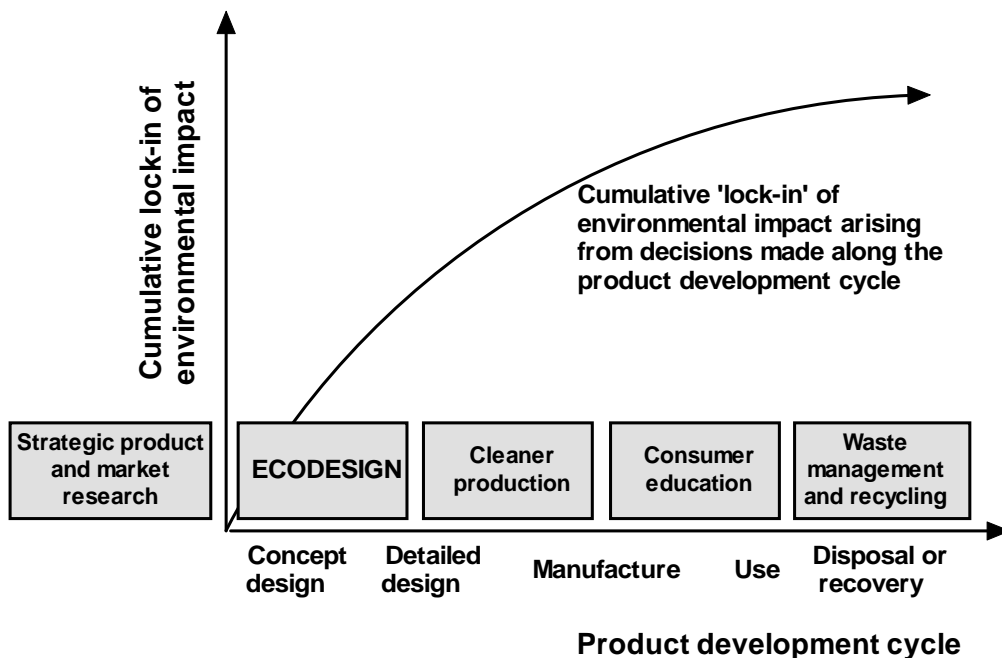 Cumulative lock-in of
environmental impact
Cumulative 'lock-in' of
environmental impact arising
from decisions made along the
product development cycle
Strategic product
and market
research
ECODESIGN
Cleaner
production
Consumer
education
Waste
management
and recycling
Concept
design
Detailed
design
Manufacture
Use
Disposal or
recovery
Product development cycle